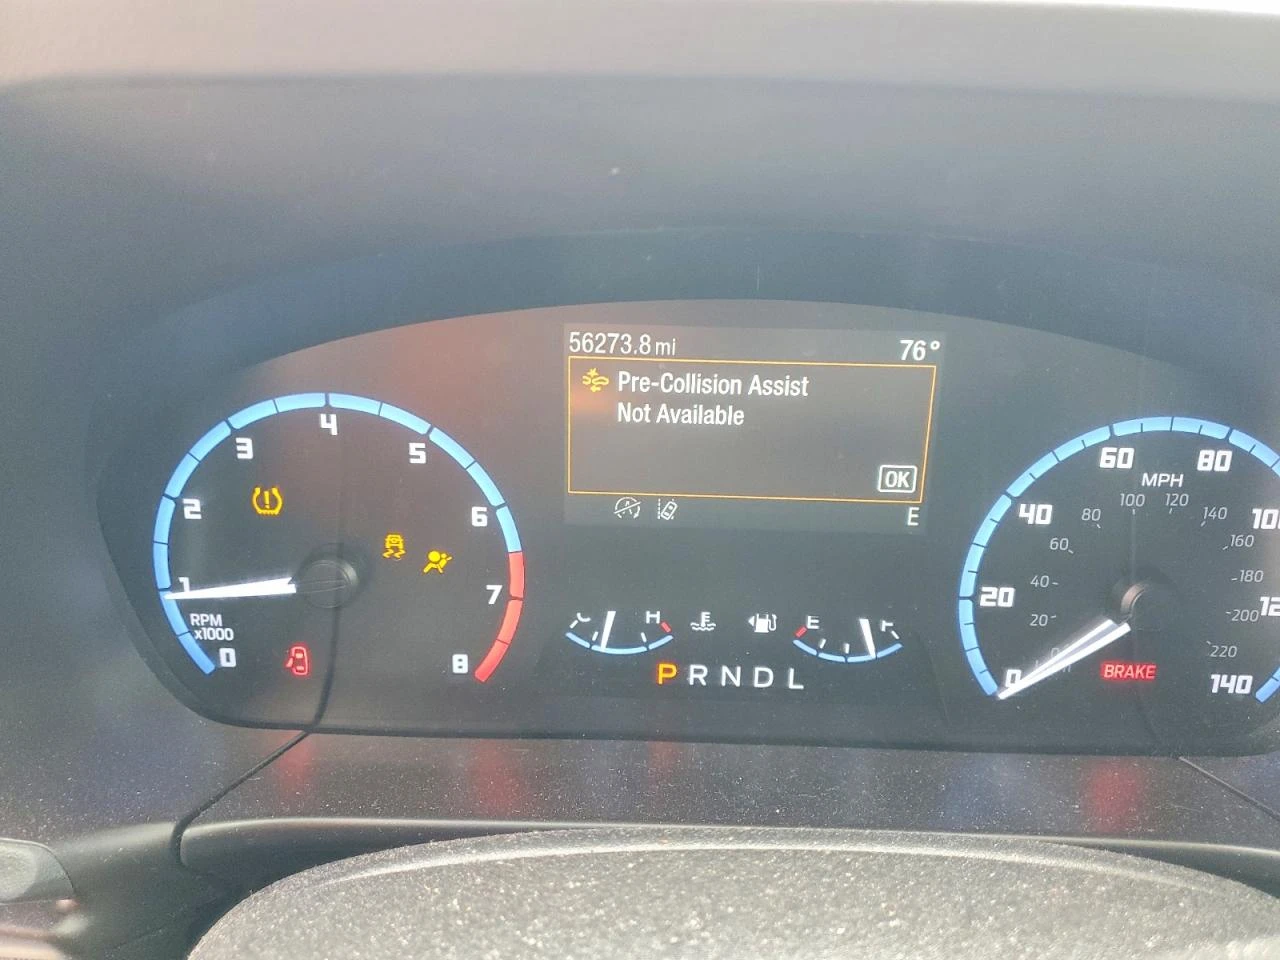 56273.8 mi 76°
Pre-Collision Assist
Not Available
OK
E
0 1 2 3 4 5 6 7 8
RPM
x1000
C H E F
P R N D L
0 20 40 60 80 100 120 140
MPH
20 40 60 80 100 120 140 160 180 200 220
BRAKE